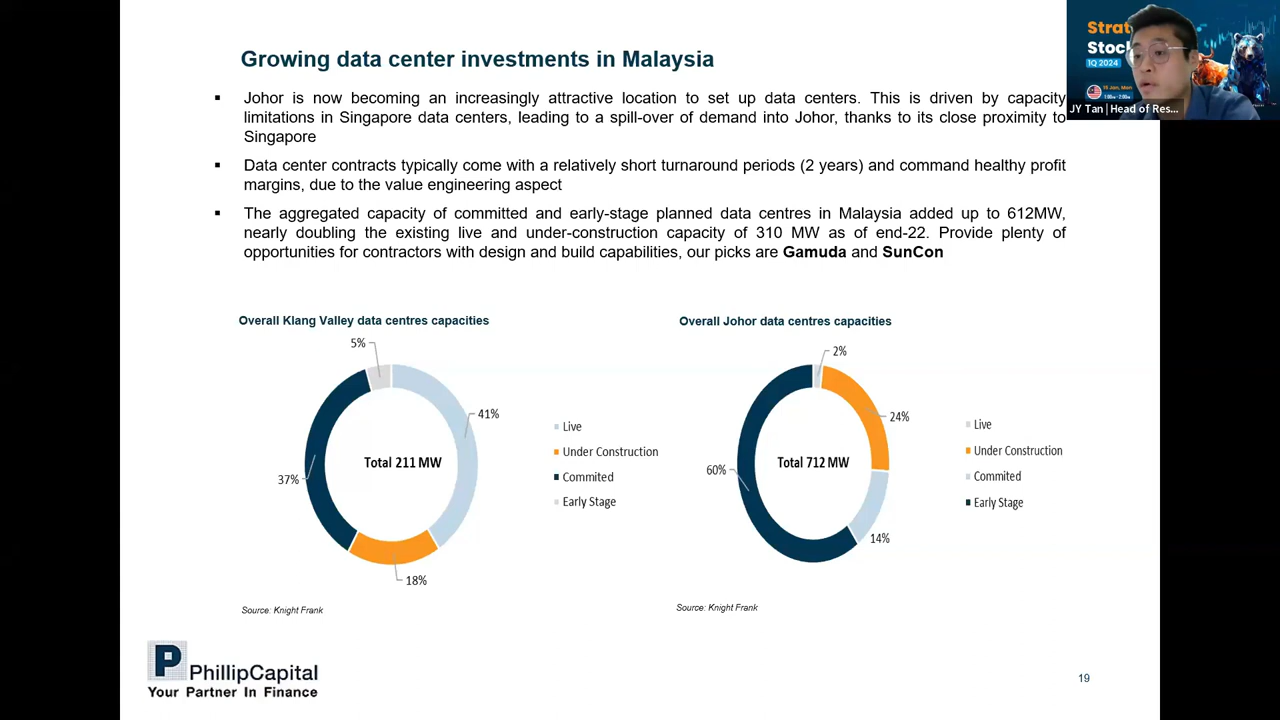 Growing data center investments in Malaysia
Johor is now becoming an increasingly attractive location to set up data centers. This is driven by capacity
limitations in Singapore data centers, leading to a spill-over of demand into Johor, thanks to its close proximity to
Singapore
Data center contracts typically come with a relatively short turnaround periods (2 years) and command healthy profit
margins, due to the value engineering aspect
The aggregated capacity of committed and early-stage planned data centres in Malaysia added up to 612MW,
nearly doubling the existing live and under-construction capacity of 310 MW as of end-22. Provide plenty of
opportunities for contractors with design and build capabilities, our picks are Gamuda and SunCon
Strat
Stoc
1Q 2024
JY Tan | Head of Res...
Overall Klang Valley data centres capacities
5%
41%
Total 211 MW
37%
18%
Live
Under Construction
Commited
Early Stage
Source: Knight Frank
Overall Johor data centres capacities
2%
24%
Total 712 MW
60%
14%
Live
Under Construction
Commited
Early Stage
Source: Knight Frank
PhillipCapital
Your Partner In Finance
19